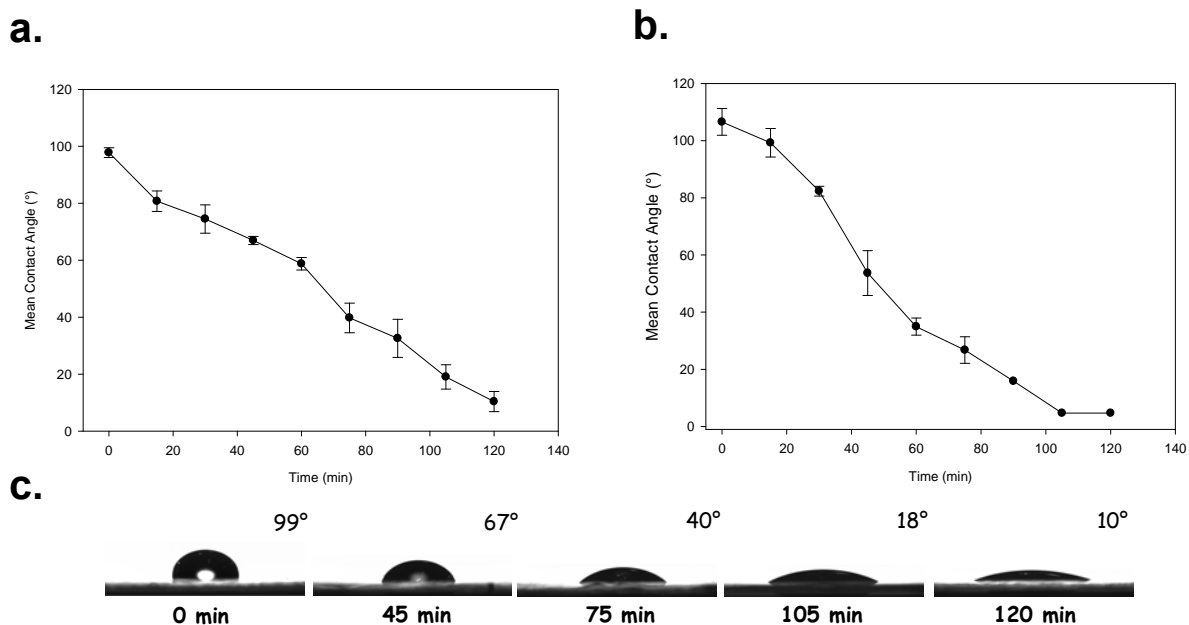 a.
120
100
80
60
40
20
0
Mean Contact Angle (°)
0 20 40 60 80 100 120 140
Time (min)
b.
120
100
80
60
40
20
0
Mean Contact Angle (°)
0 20 40 60 80 100 120 140
Time (min)
c.
99° 67° 40° 18° 10°
0 min 45 min 75 min 105 min 120 min